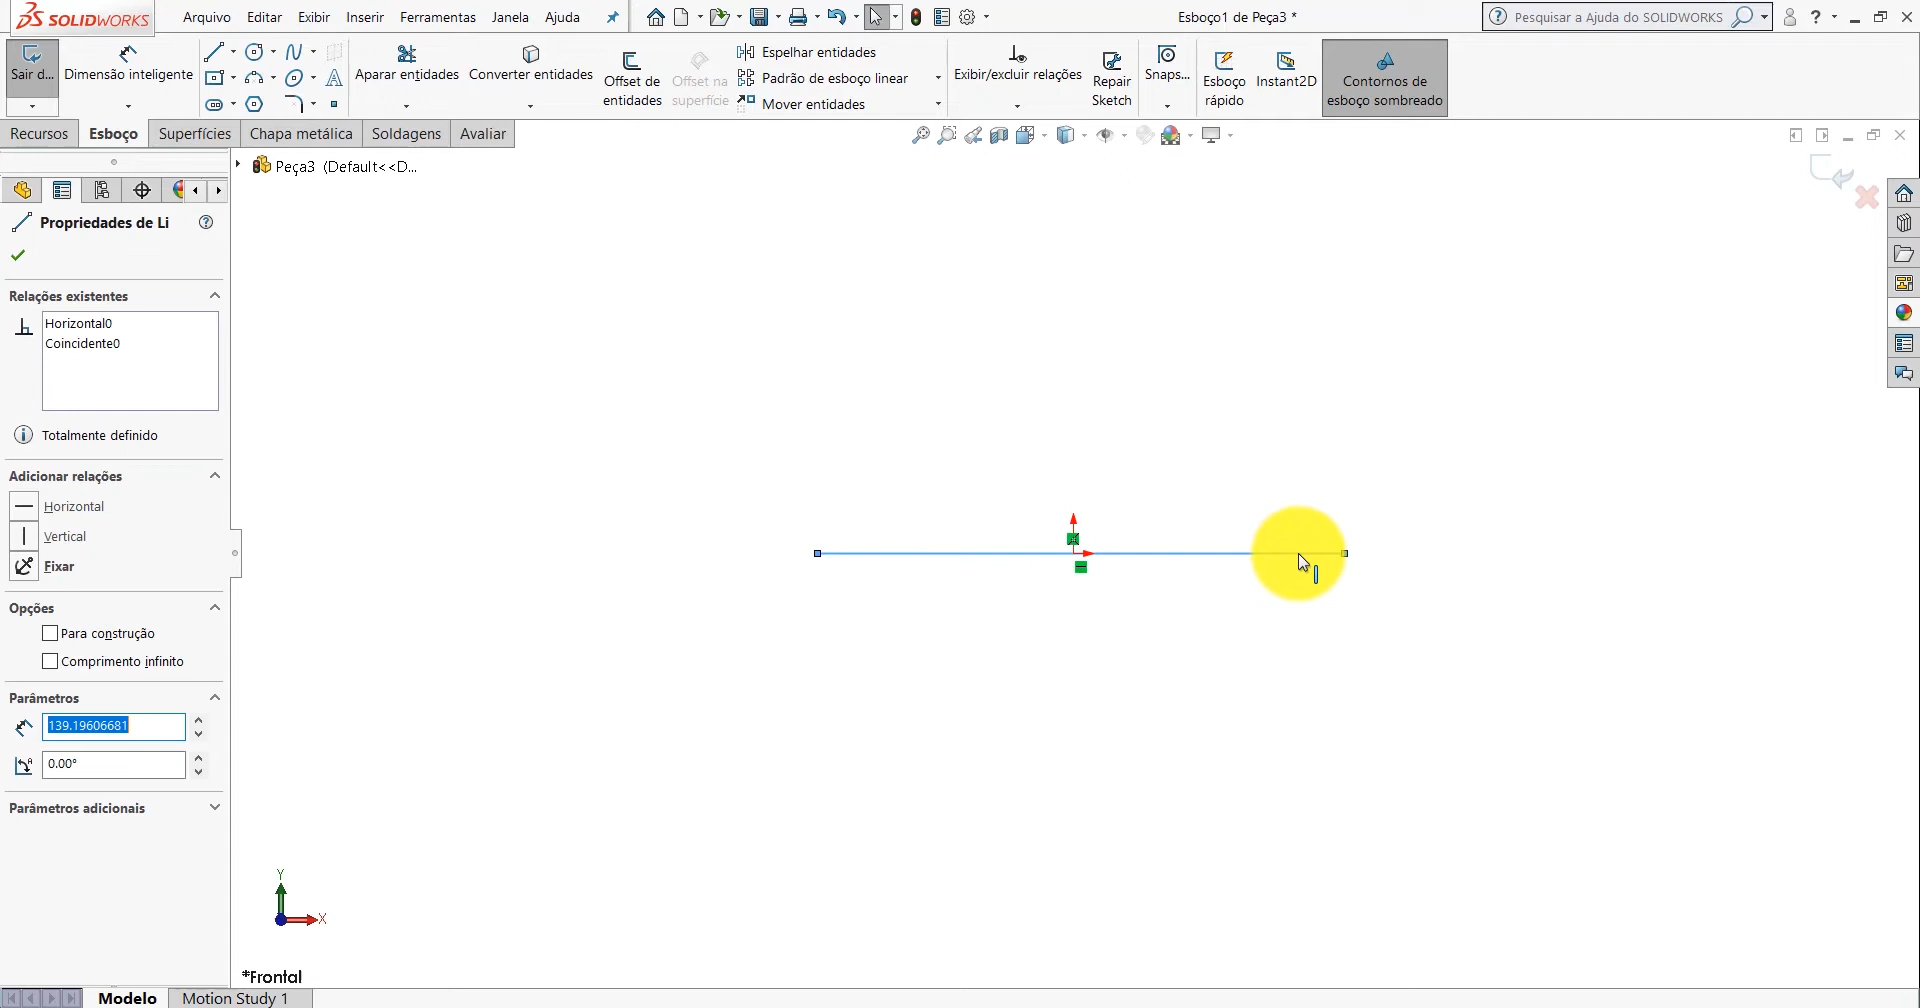 SOLIDWORKS
Arquivo Editar Exibir Inserir Ferramentas Janela Ajuda
Esboço1 de Peça3 *
Pesquisar a Ajuda do SOLIDWORKS
Sair d...
Dimensão inteligente
Aparar entidades
Converter entidades
Offset de
entidades
Offset na
superfície
Espelhar entidades
Padrão de esboço linear
Mover entidades
Exibir/excluir relações
Repair
Sketch
Snaps...
Esboço
rápido
Instant2D
Contornos de
esboço sombreado
Recursos Esboço Superfícies Chapa metálica Soldagens Avaliar
Peça3 (Default<<D...
Propriedades de Li
Relações existentes
Horizontal0
Coincidente0
Totalmente definido
Adicionar relações
Horizontal
Vertical
Fixar
Opções
Para construção
Comprimento infinito
Parâmetros
139.19606681
0.00°
Parâmetros adicionais
Y
X
*Frontal
Modelo Motion Study 1